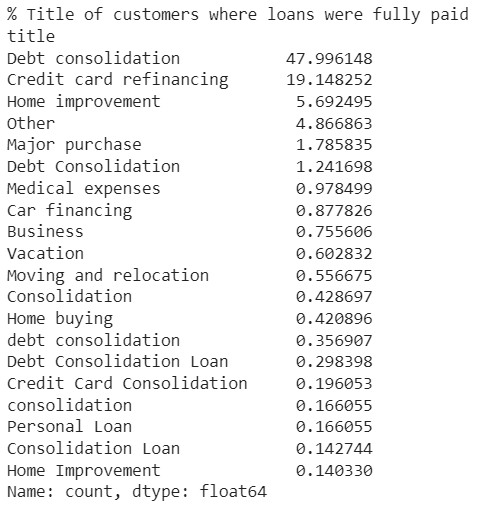 % Title of customers where loans were fully paid
title
Debt consolidation 47.996148
Credit card refinancing 19.148252
Home improvement 5.692495
Other 4.866863
Major purchase 1.785835
Debt Consolidation 1.241698
Medical expenses 0.978499
Car financing 0.877826
Business 0.755606
Vacation 0.602832
Moving and relocation 0.556675
Consolidation 0.428697
Home buying 0.420896
debt consolidation 0.356907
Debt Consolidation Loan 0.298398
Credit Card Consolidation 0.196053
consolidation 0.166055
Personal Loan 0.166055
Consolidation Loan 0.142744
Home Improvement 0.140330
Name: count, dtype: float64